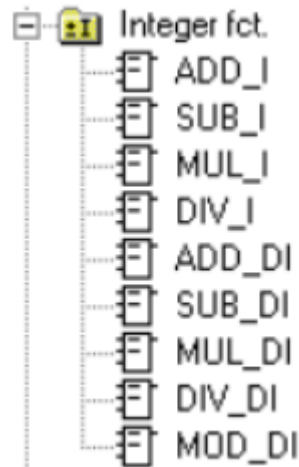 Integer fct.
ADD_I
SUB_I
MUL_I
DIV_I
ADD_DI
SUB_DI
MUL_DI
DIV_DI
MOD_DI